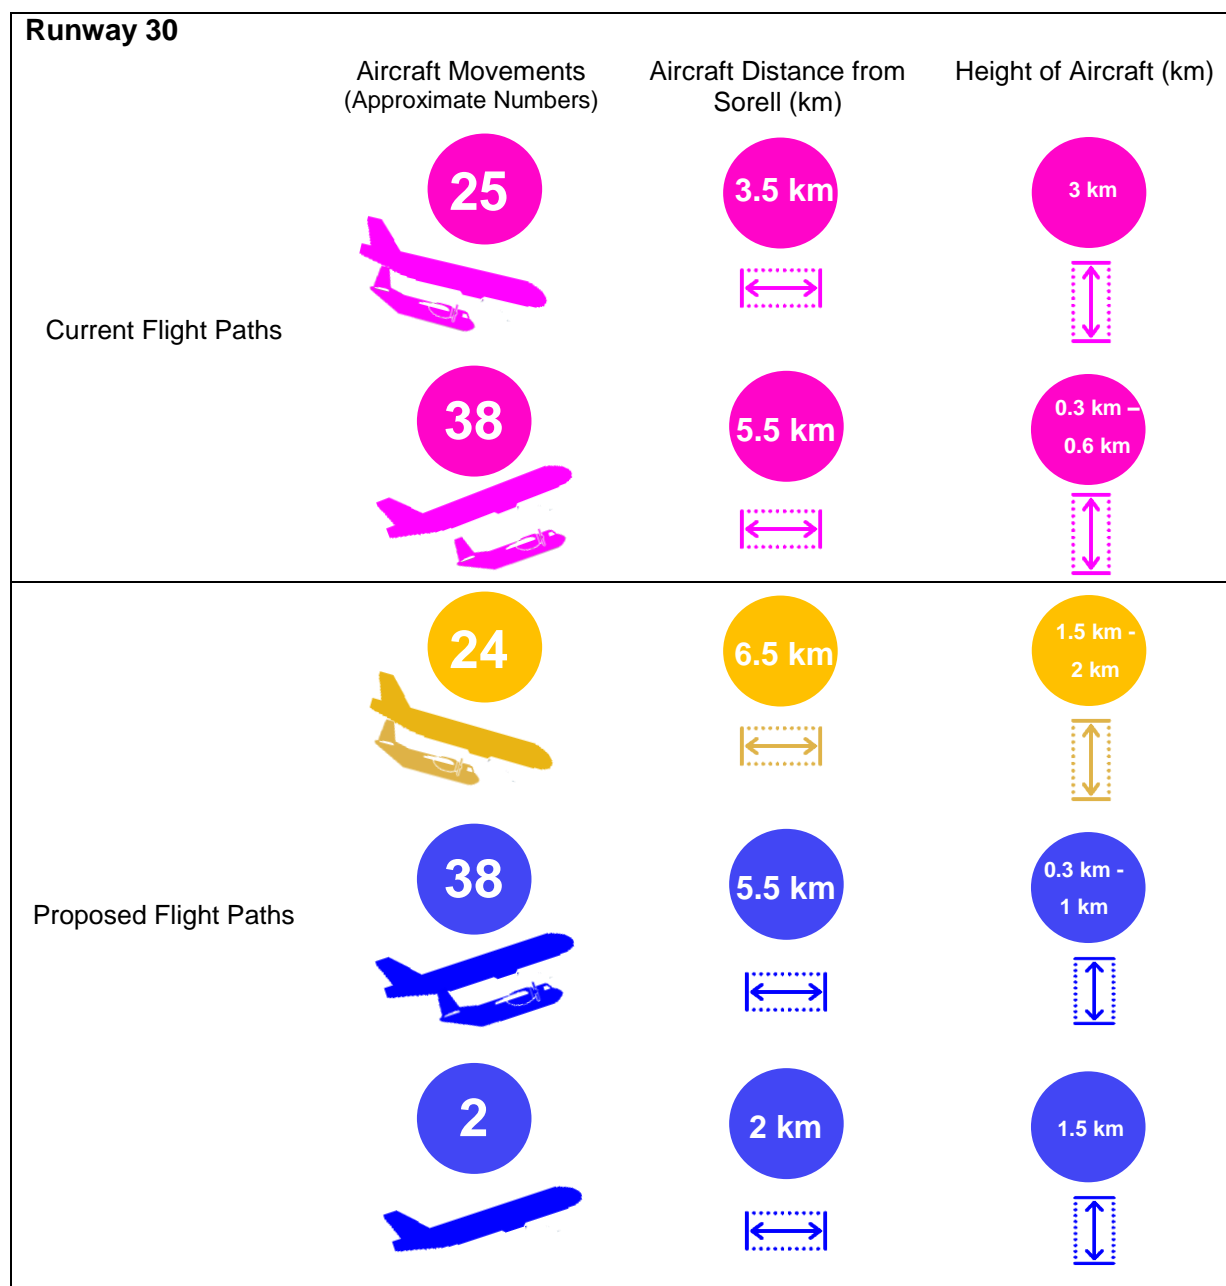 Runway 30
Aircraft Movements
(Approximate Numbers)
Aircraft Distance from
Sorell (km)
Height of Aircraft (km)
Current Flight Paths
25
3.5 km
3 km
38
5.5 km
0.3 km –
0.6 km
Proposed Flight Paths
24
6.5 km
1.5 km -
2 km
38
5.5 km
0.3 km -
1 km
2
2 km
1.5 km